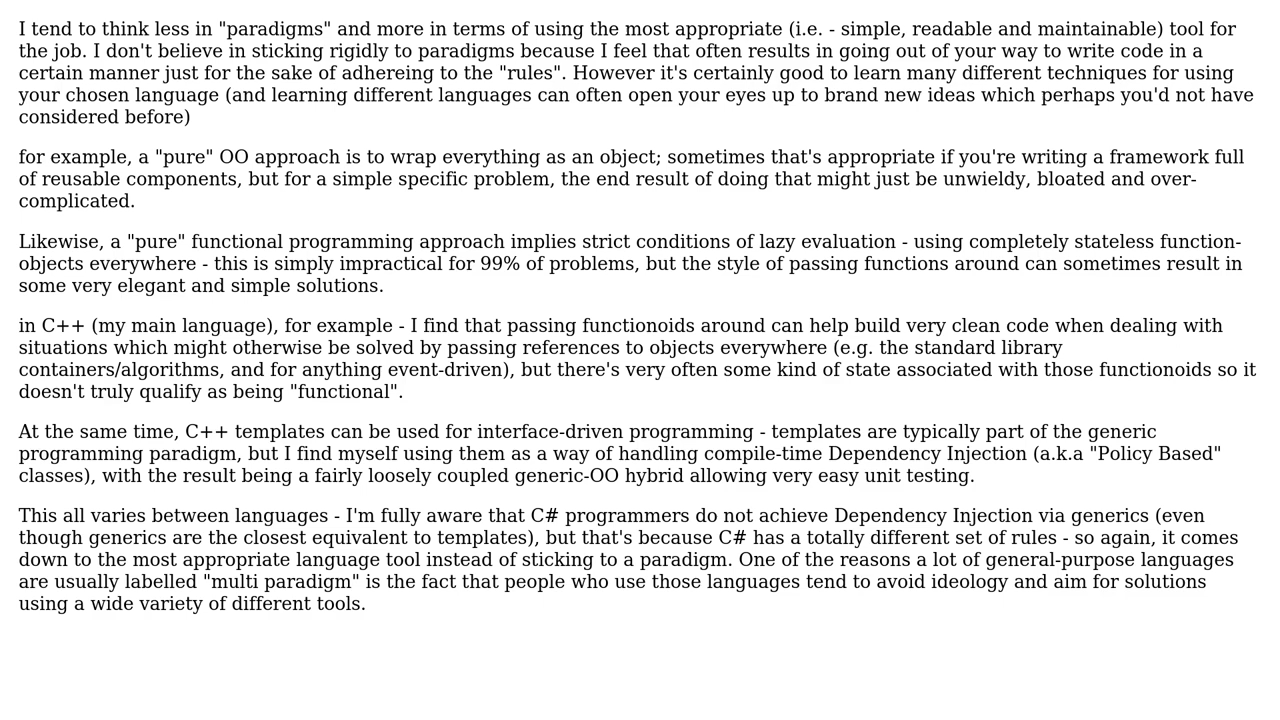 I tend to think less in "paradigms" and more in terms of using the most appropriate (i.e. - simple, readable and maintainable) tool for
the job. I don't believe in sticking rigidly to paradigms because I feel that often results in going out of your way to write code in a
certain manner just for the sake of adhereing to the "rules". However it's certainly good to learn many different techniques for using
your chosen language (and learning different languages can often open your eyes up to brand new ideas which perhaps you'd not have
considered before)
for example, a "pure" OO approach is to wrap everything as an object; sometimes that's appropriate if you're writing a framework full
of reusable components, but for a simple specific problem, the end result of doing that might just be unwieldy, bloated and over-
complicated.
Likewise, a "pure" functional programming approach implies strict conditions of lazy evaluation - using completely stateless function-
objects everywhere - this is simply impractical for 99% of problems, but the style of passing functions around can sometimes result in
some very elegant and simple solutions.
in C++ (my main language), for example - I find that passing functionoids around can help build very clean code when dealing with
situations which might otherwise be solved by passing references to objects everywhere (e.g. the standard library
containers/algorithms, and for anything event-driven), but there's very often some kind of state associated with those functionoids so it
doesn't truly qualify as being "functional".
At the same time, C++ templates can be used for interface-driven programming - templates are typically part of the generic
programming paradigm, but I find myself using them as a way of handling compile-time Dependency Injection (a.k.a "Policy Based"
classes), with the result being a fairly loosely coupled generic-OO hybrid allowing very easy unit testing.
This all varies between languages - I'm fully aware that C# programmers do not achieve Dependency Injection via generics (even
though generics are the closest equivalent to templates), but that's because C# has a totally different set of rules - so again, it comes
down to the most appropriate language tool instead of sticking to a paradigm. One of the reasons a lot of general-purpose languages
are usually labelled "multi paradigm" is the fact that people who use those languages tend to avoid ideology and aim for solutions
using a wide variety of different tools.